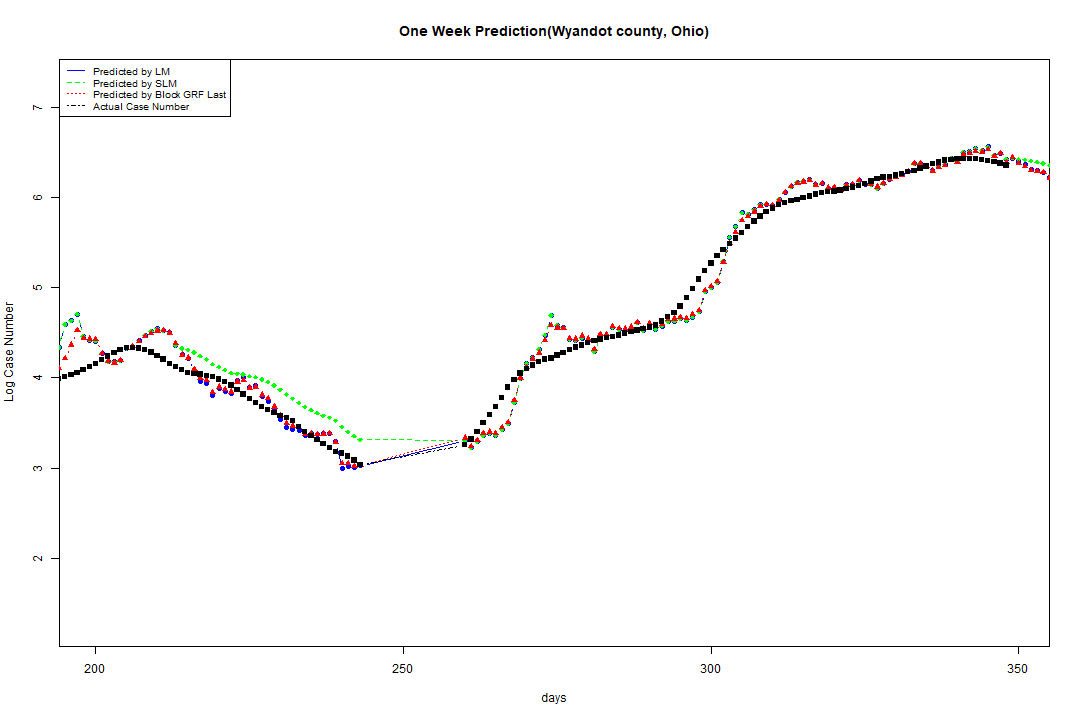 One Week Prediction(Wyandot county, Ohio)
Predicted by LM
Predicted by SLM
Predicted by Block GRF Last
Actual Case Number
7
6
5
4
3
2
Log Case Number
200
250
300
350
days